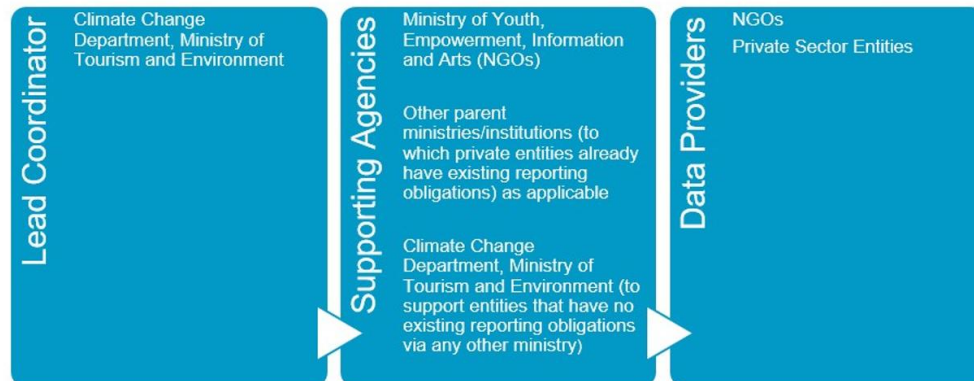 Lead Coordinator
Climate Change
Department, Ministry of
Tourism and Environment
Supporting Agencies
Ministry of Youth,
Empowerment, Information
and Arts (NGOs)
Other parent
ministries/institutions (to
which private entities already
have existing reporting
obligations) as applicable
Climate Change
Department, Ministry of
Tourism and Environment (to
support entities that have no
existing reporting obligations
via any other ministry)
Data Providers
NGOs
Private Sector Entities